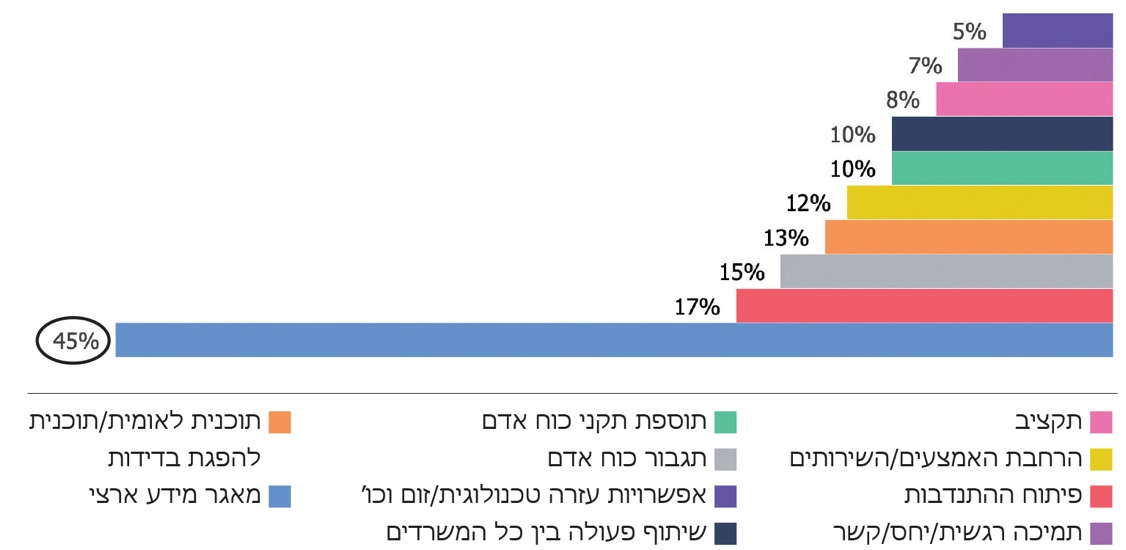 5%
7%
8%
10%
10%
12%
13%
15%
17%
45%
תקציב
הרחבת האמצעים/השירותים
פיתוח ההתנדבות
תמיכה רגשית/יחס/קשר
תוספת תקני כוח אדם
תגבור כוח אדם
אפשרויות עזרה טכנולוגית/זום וכו'
שיתוף פעולה בין כל המשרדים
תוכנית לאומית/תוכנית
להפגת בדידות
מאגר מידע ארצי